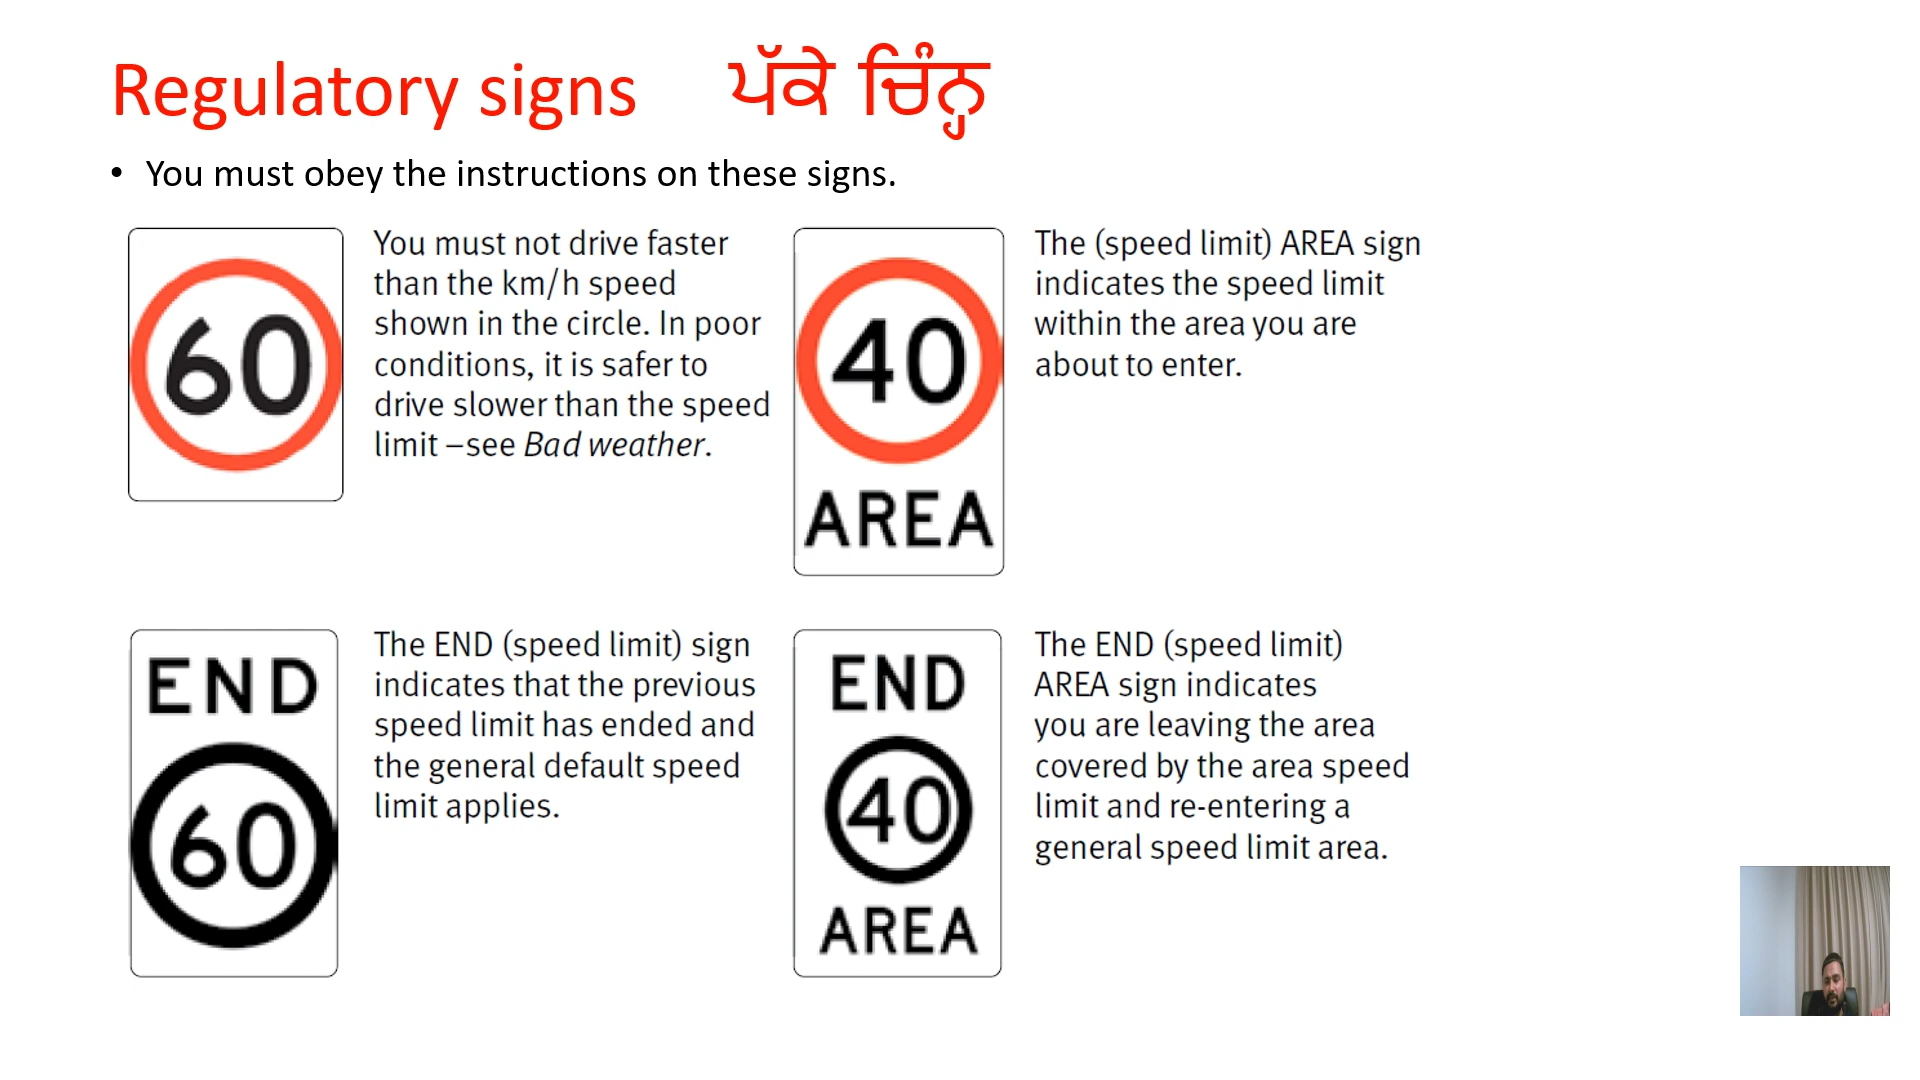 Regulatory signs ਪੱਕੇ ਚਿੰਨ੍ਹ
• You must obey the instructions on these signs.
60
You must not drive faster
than the km/h speed
shown in the circle. In poor
conditions, it is safer to
drive slower than the speed
limit –see Bad weather.
40
AREA
The (speed limit) AREA sign
indicates the speed limit
within the area you are
about to enter.
END
60
The END (speed limit) sign
indicates that the previous
speed limit has ended and
the general default speed
limit applies.
END
40
AREA
The END (speed limit)
AREA sign indicates
you are leaving the area
covered by the area speed
limit and re-entering a
general speed limit area.